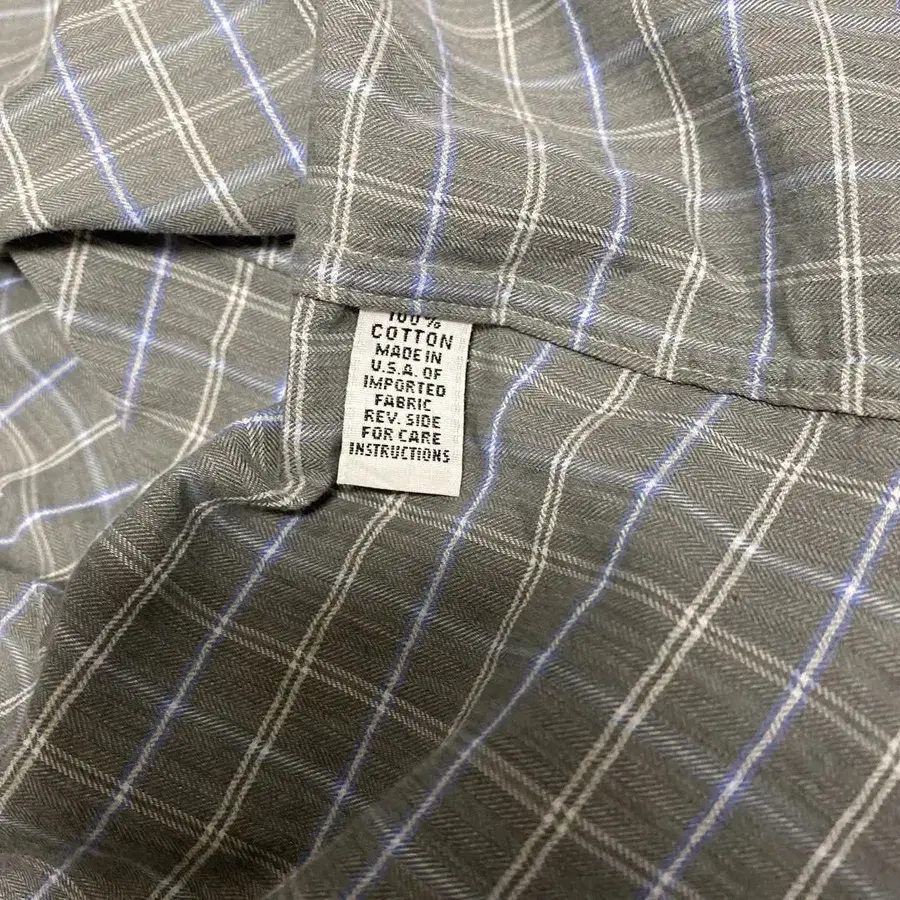 100%
COTTON
MADE IN
U.S.A. OF
IMPORTED
FABRIC
REV. SIDE
FOR CARE
INSTRUCTIONS